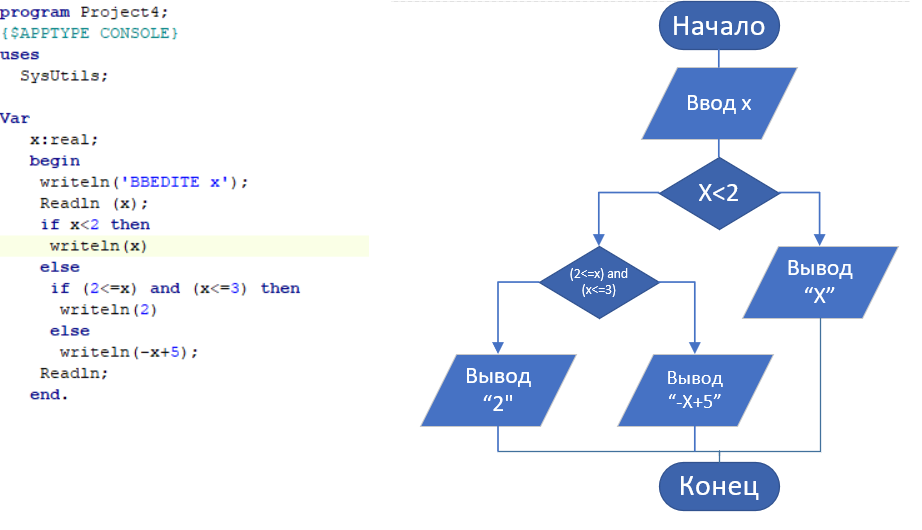 program Project4;
{$APPTYPE CONSOLE}
uses
SysUtils;
Var
x:real;
begin
writeln('BBEDITE x');
Readln (x);
if x<2 then
writeln(x)
else
if (2<=x) and (x<=3) then
writeln(2)
else
writeln(-x+5);
Readln;
end.
Начало
Ввод x
X<2
(2<=x) and
(x<=3)
Вывод
“X”
Вывод
“2"
Вывод
“-X+5”
Конец